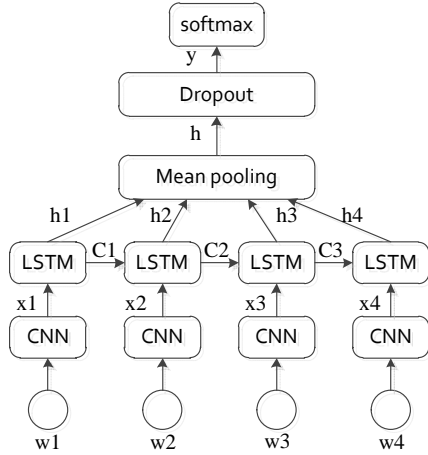 softmax
y
Dropout
h
Mean pooling
h1 h2 h3 h4
C1 C2 C3
LSTM LSTM LSTM LSTM
x1 x2 x3 x4
CNN CNN CNN CNN
w1 w2 w3 w4